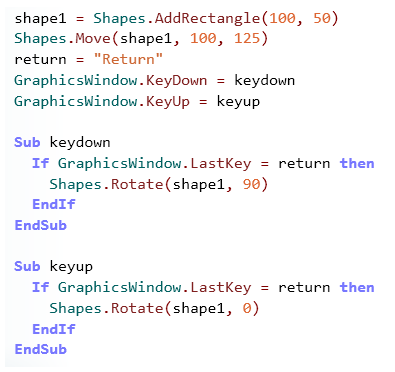 shape1 = Shapes.AddRectangle(100, 50)
Shapes.Move(shape1, 100, 125)
return = "Return"
GraphicsWindow.KeyDown = keydown
GraphicsWindow.KeyUp = keyup

Sub keydown
  If GraphicsWindow.LastKey = return then
    Shapes.Rotate(shape1, 90)
  EndIf
EndSub

Sub keyup
  If GraphicsWindow.LastKey = return then
    Shapes.Rotate(shape1, 0)
  EndIf
EndSub